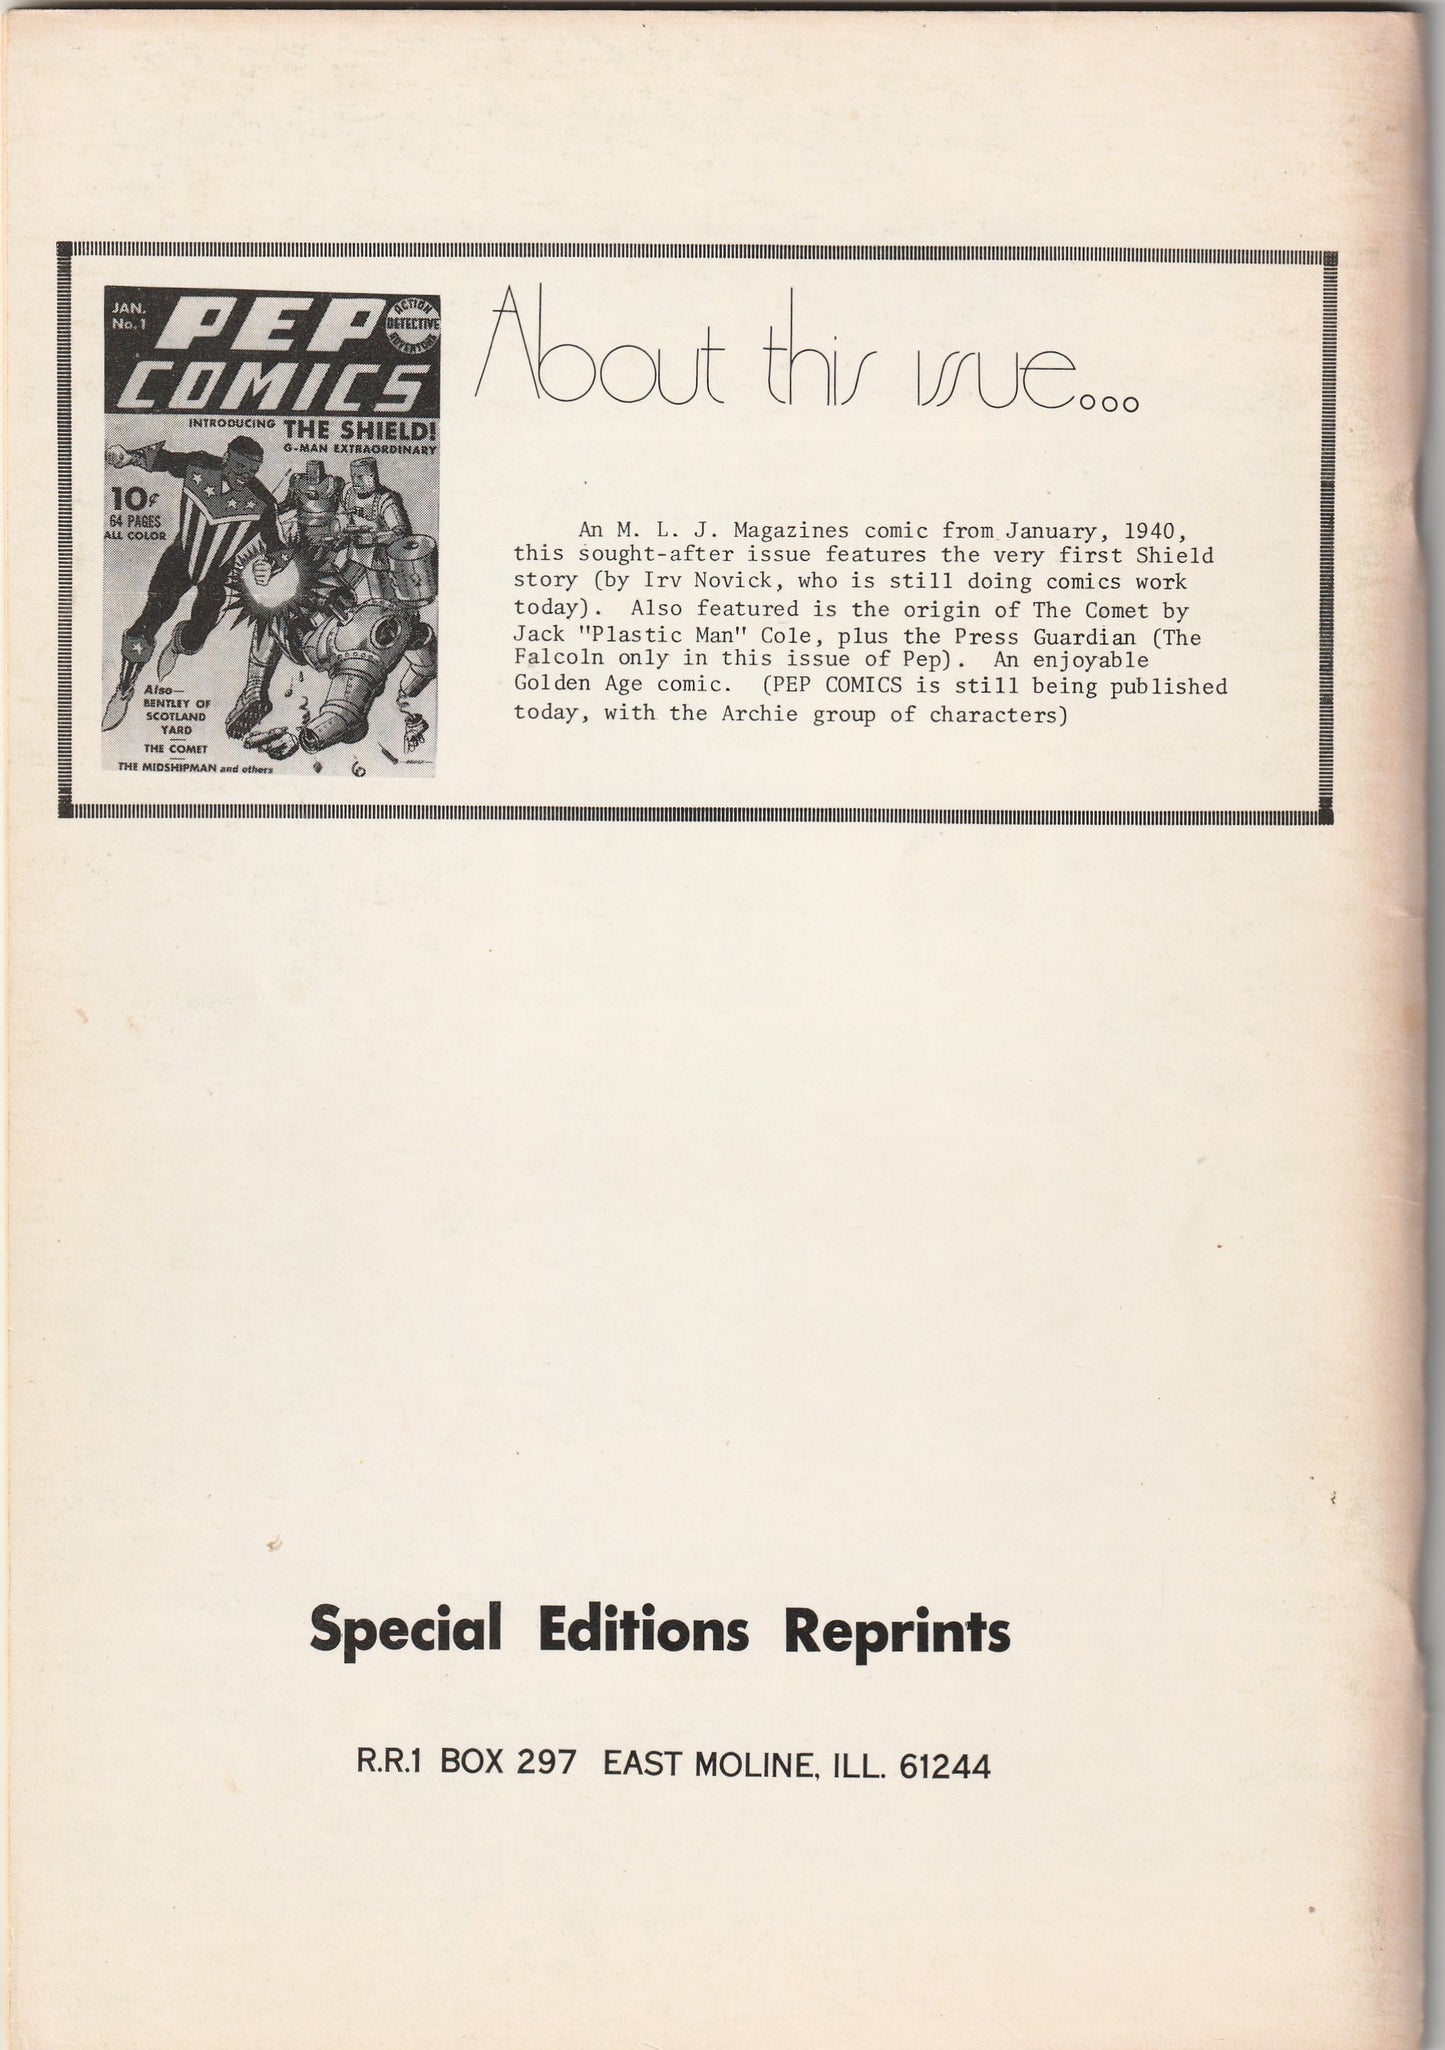 JAN.
No. 1
PEP
COMICS
ACTION
DETECTIVE
ADVENTURE
INTRODUCING THE SHIELD!
G-MAN EXTRAORDINARY
10¢
64 PAGES
ALL COLOR
Also—
BENTLEY OF
SCOTLAND
YARD
THE COMET
THE MIDSHIPMAN and others
About this issue...
An M. L. J. Magazines comic from January, 1940,
this sought-after issue features the very first Shield
story (by Irv Novick, who is still doing comics work
today). Also featured is the origin of The Comet by
Jack "Plastic Man" Cole, plus the Press Guardian (The
Falcoln only in this issue of Pep). An enjoyable
Golden Age comic. (PEP COMICS is still being published
today, with the Archie group of characters)
Special Editions Reprints
R.R.1 BOX 297 EAST MOLINE, ILL. 61244